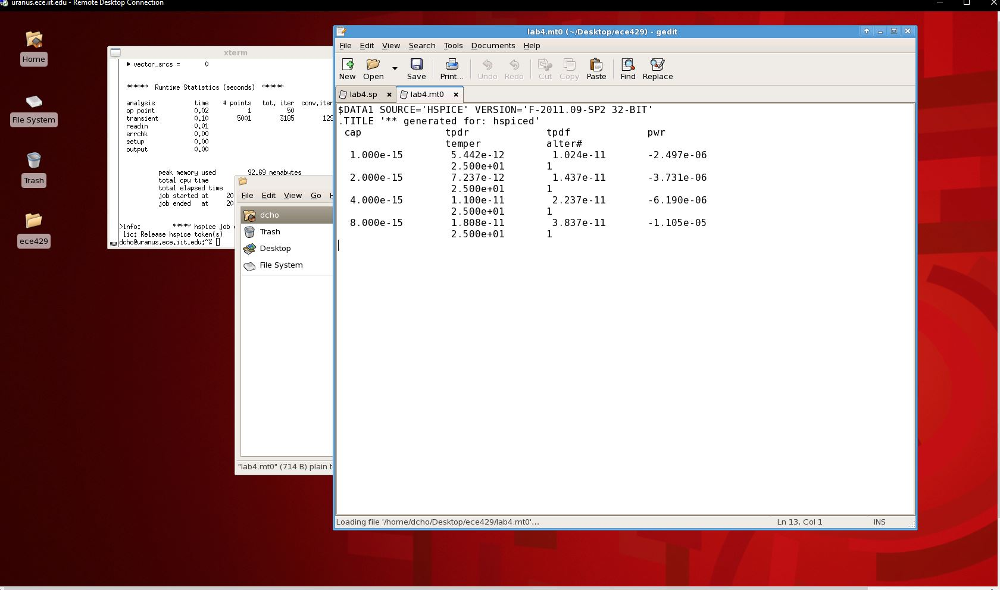 uranus.ece.iit.edu - Remote Desktop Connection
Home
File System
Trash
ece429
xterm
# vector_srcs = 0
****** Runtime Statistics (seconds) ******
analysis time # points tot. iter conv.iter
op point 0.02 1 50
transient 0.10 5001 3185 129
readin 0.01
errchk 0.00
setup 0.00
output 0.00
peak memory used 92.69 megabytes
total cpu time
total elapsed time
job started at 20
job ended at 20
>info: ***** hspice job
lic: Release hspice token(s)
dcho@uranus.ece.iit.edu:~%
File Edit View Go
dcho
Trash
Desktop
File System
"lab4.mt0" (714 B) plain t
lab4.mt0 (~/Desktop/ece429) - gedit
File Edit View Search Tools Documents Help
New Open Save Print... Undo Redo Cut Copy Paste Find Replace
lab4.sp lab4.mt0
$DATA1 SOURCE='HSPICE' VERSION='F-2011.09-SP2 32-BIT'
.TITLE '** generated for: hspiced'
cap tpdr tpdf pwr
temper alter#
1.000e-15 5.442e-12 1.024e-11 -2.497e-06
2.500e+01 1
2.000e-15 7.237e-12 1.437e-11 -3.731e-06
2.500e+01 1
4.000e-15 1.100e-11 2.237e-11 -6.190e-06
2.500e+01 1
8.000e-15 1.808e-11 3.837e-11 -1.105e-05
2.500e+01 1
Loading file '/home/dcho/Desktop/ece429/lab4.mt0'...
Ln 13, Col 1 INS